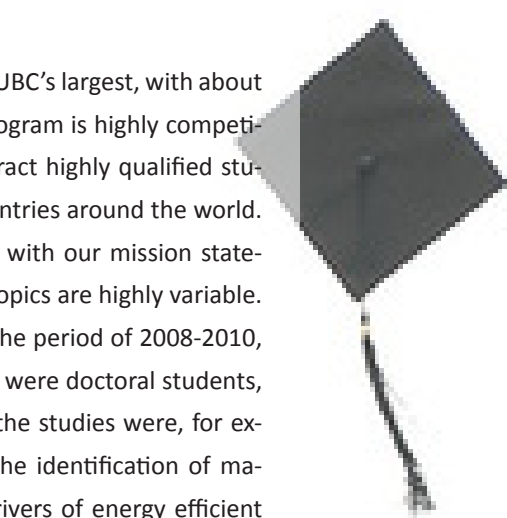 UBC's largest, with about
ogram is highly competi-
ract highly qualified stu-
ntries around the world.
with our mission state-
opics are highly variable.
he period of 2008-2010,
were doctoral students,
the studies were, for ex-
he identification of ma-
rivers of energy efficient